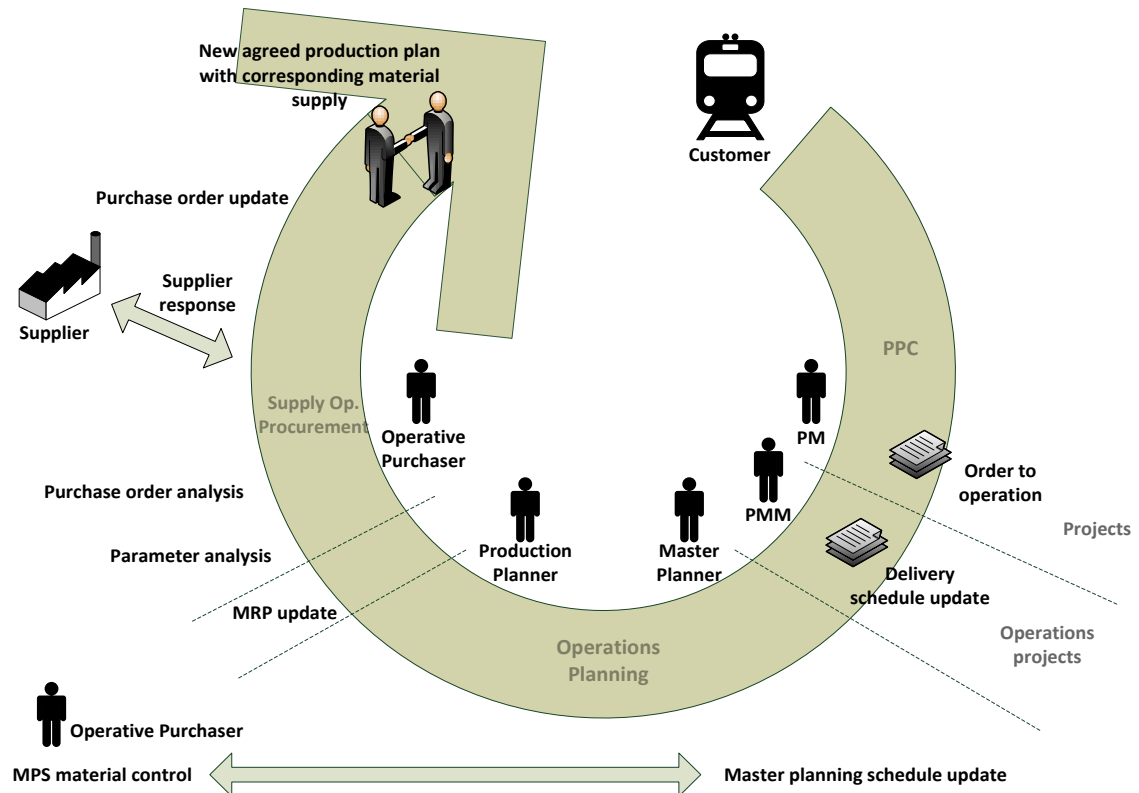 New agreed production plan
with corresponding material
supply
Customer
Purchase order update
Supplier
response
Supplier
PPC
Supply Op.
Procurement
Operative
Purchaser
PM
Order to
operation
Purchase order analysis
PMM
Projects
Parameter analysis
Production
Planner
Master
Planner
Delivery
schedule update
MRP update
Operations
projects
Operations
Planning
Operative Purchaser
MPS material control
Master planning schedule update